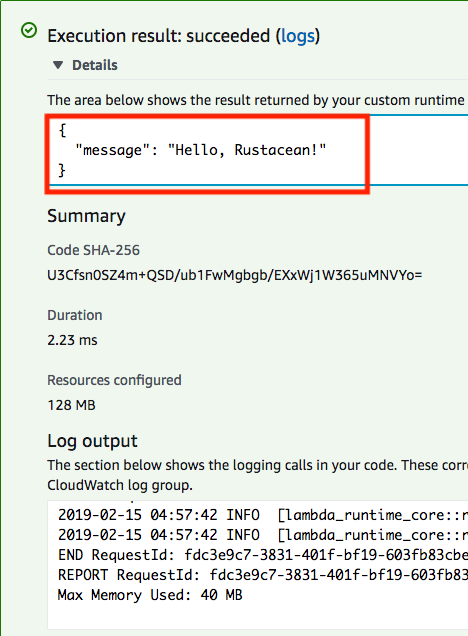 Execution result: succeeded (logs)
Details
The area below shows the result returned by your custom runtime
{
"message": "Hello, Rustacean!"
}
Summary
Code SHA-256
U3Cfsn0SZ4m+QSD/ub1FwMgbgb/EXxWj1W365uMNVYo=
Duration
2.23 ms
Resources configured
128 MB
Log output
The section below shows the logging calls in your code. These corre
CloudWatch log group.
2019-02-15 04:57:42 INFO [lambda_runtime_core::r
2019-02-15 04:57:42 INFO [lambda_runtime_core::r
END RequestId: fdc3e9c7-3831-401f-bf19-603fb83cbe
REPORT RequestId: fdc3e9c7-3831-401f-bf19-603fb83
Max Memory Used: 40 MB